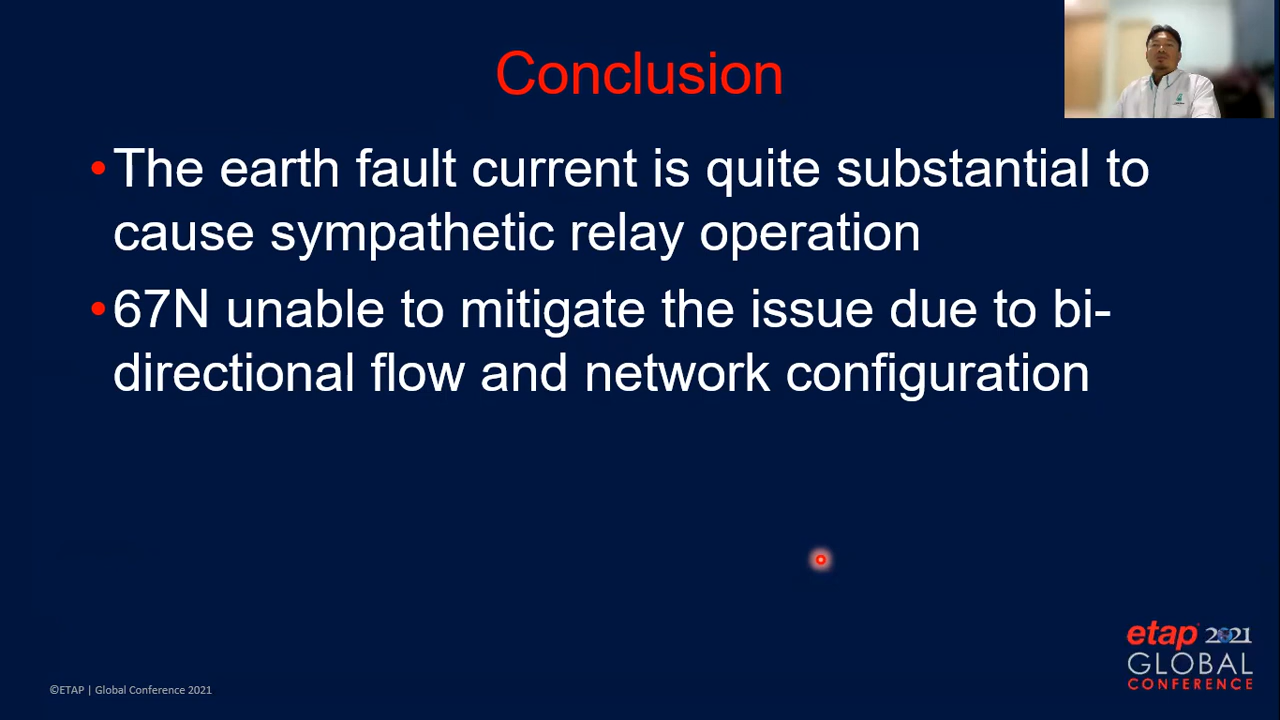 Conclusion
•The earth fault current is quite substantial to
cause sympathetic relay operation
•67N unable to mitigate the issue due to bi-
directional flow and network configuration
etap 2021
GLOBAL
CONFERENCE
©ETAP | Global Conference 2021